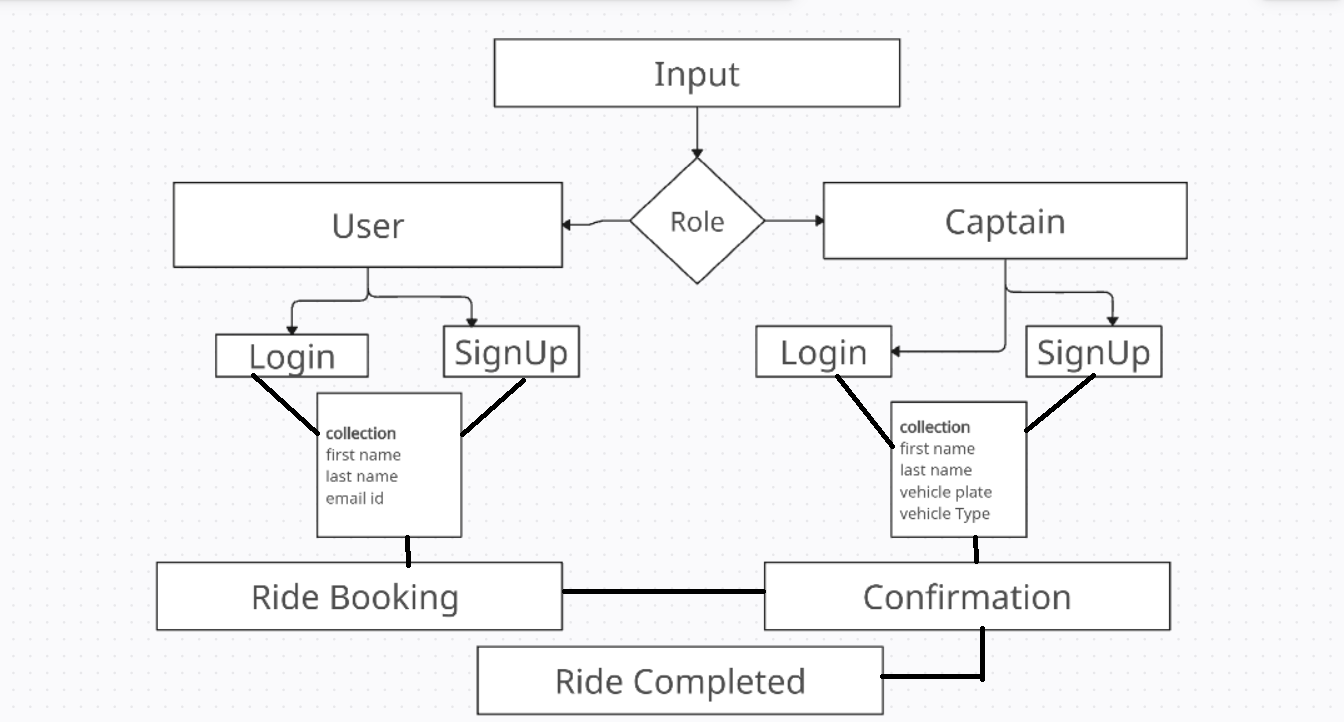 Input
Role
User
Captain
Login
SignUp
Login
SignUp
collection
first name
last name
email id
collection
first name
last name
vehicle plate
vehicle Type
Ride Booking
Confirmation
Ride Completed